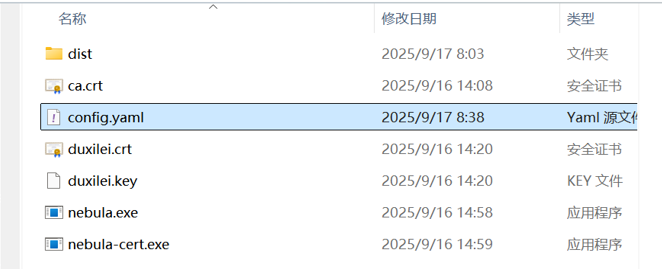 名称 修改日期 类型
dist 2025/9/17 8:03 文件夹
ca.crt 2025/9/16 14:08 安全证书
config.yaml 2025/9/17 8:38 Yaml 源文件
duxilei.crt 2025/9/16 14:20 安全证书
duxilei.key 2025/9/16 14:20 KEY 文件
nebula.exe 2025/9/16 14:58 应用程序
nebula-cert.exe 2025/9/16 14:59 应用程序